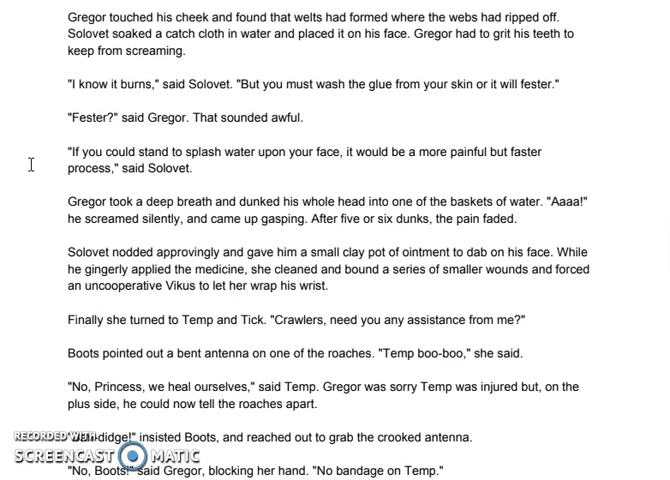 Gregor touched his cheek and found that welts had formed where the webs had ripped off.
Solovet soaked a catch cloth in water and placed it on his face. Gregor had to grit his teeth to
keep from screaming.
"I know it burns," said Solovet. "But you must wash the glue from your skin or it will fester."
"Fester?" said Gregor. That sounded awful.
"If you could stand to splash water upon your face, it would be a more painful but faster
process," said Solovet.
Gregor took a deep breath and dunked his whole head into one of the baskets of water. "Aaaa!"
he screamed silently, and came up gasping. After five or six dunks, the pain faded.
Solovet nodded approvingly and gave him a small clay pot of ointment to dab on his face. While
he gingerly applied the medicine, she cleaned and bound a series of smaller wounds and forced
an uncooperative Vikus to let her wrap his wrist.
Finally she turned to Temp and Tick. "Crawlers, need you any assistance from me?"
Boots pointed out a bent antenna on one of the roaches. "Temp boo-boo," she said.
"No, Princess, we heal ourselves," said Temp. Gregor was sorry Temp was injured but, on the
plus side, he could now tell the roaches apart.
insisted Boots, and reached out to grab the crooked antenna.
"No, Boots!" said Gregor, blocking her hand. "No bandage on Temp."
RECORDED WITH
SCREENCAST MATIC